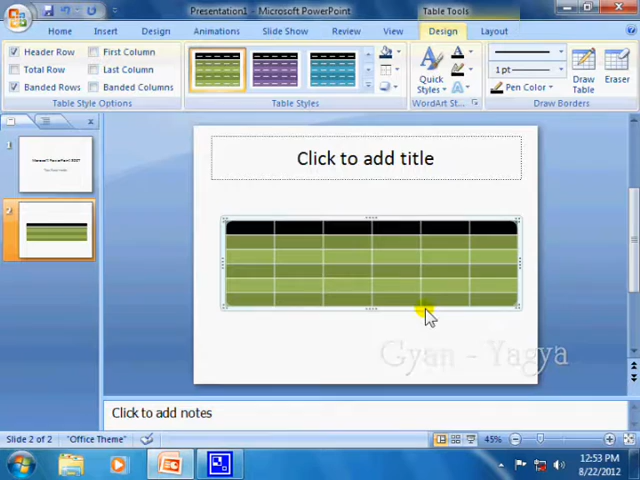 Presentation1 - Microsoft PowerPoint
Table Tools
Home
Insert
Design
Transitions
Animations
Slide Show
Review
View
Design
Layout
Header Row
First Column
Total Row
Last Column
Banded Rows
Banded Columns
Table Style Options
Table Styles
Quick
Styles
WordArt St...
1 pt
Pen Color
Draw
Table
Eraser
Draw Borders
1
2
Click to add title
Gyan - Yagya
Click to add notes
Slide 2 of 2
"Office Theme"
45%
12:53 PM
8/22/2012